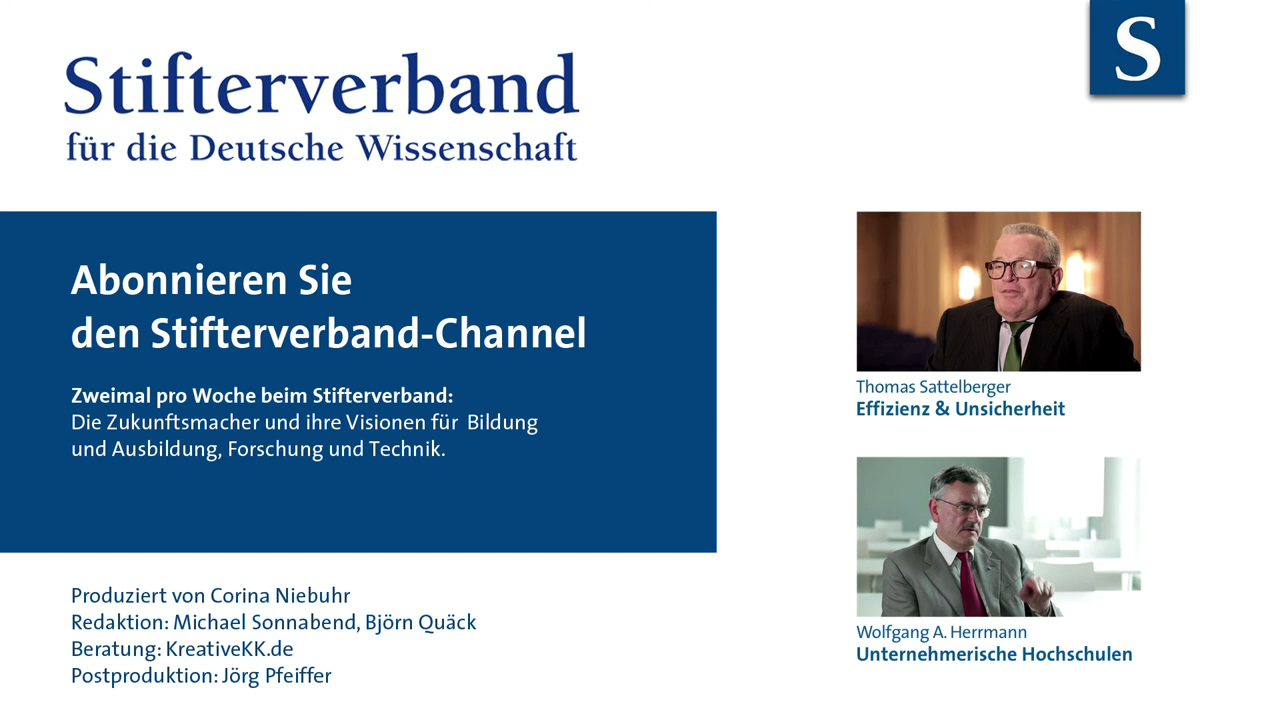 Stifterverband
für die Deutsche Wissenschaft
S
Abonnieren Sie
den Stifterverband-Channel
Zweimal pro Woche beim Stifterverband:
Die Zukunftsmacher und ihre Visionen für Bildung
und Ausbildung, Forschung und Technik.
Thomas Sattelberger
Effizienz & Unsicherheit
Wolfgang A. Herrmann
Unternehmerische Hochschulen
Produziert von Corina Niebuhr
Redaktion: Michael Sonnabend, Björn Quäck
Beratung: KreativeKK.de
Postproduktion: Jörg Pfeiffer